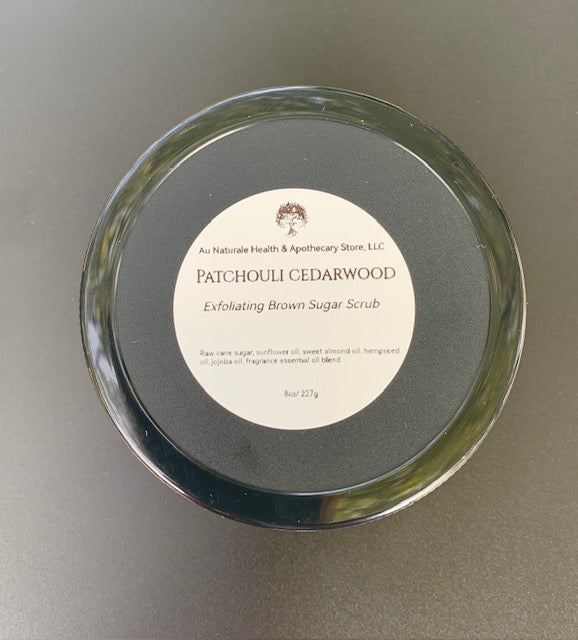 Au Naturale Health & Apothecary Store, LLC
PATCHOULI CEDARWOOD
Exfoliating Brown Sugar Scrub
Raw cane sugar, sunflower oil, sweet almond oil, hempseed
oil, jojoba oil, fragrance essential oil blend
8oz/ 227g